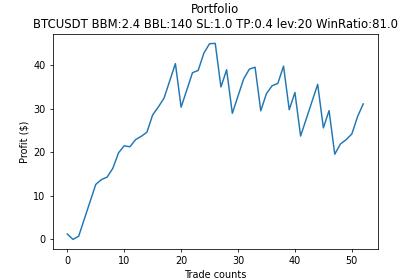 Portfolio
BTCUSDT BBM:2.4 BBL:140 SL:1.0 TP:0.4 lev:20 WinRatio:81.0
Profit ($)
40
30
20
10
0
0 10 20 30 40 50
Trade counts